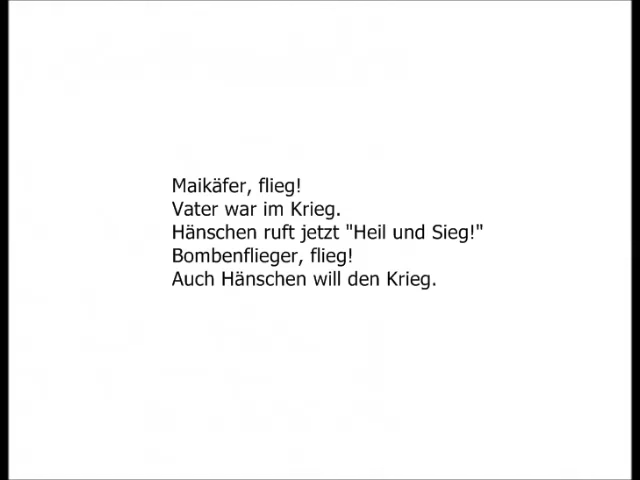 Maikäfer, flieg!
Vater war im Krieg.
Hänschen ruft jetzt "Heil und Sieg!"
Bombenflieger, flieg!
Auch Hänschen will den Krieg.